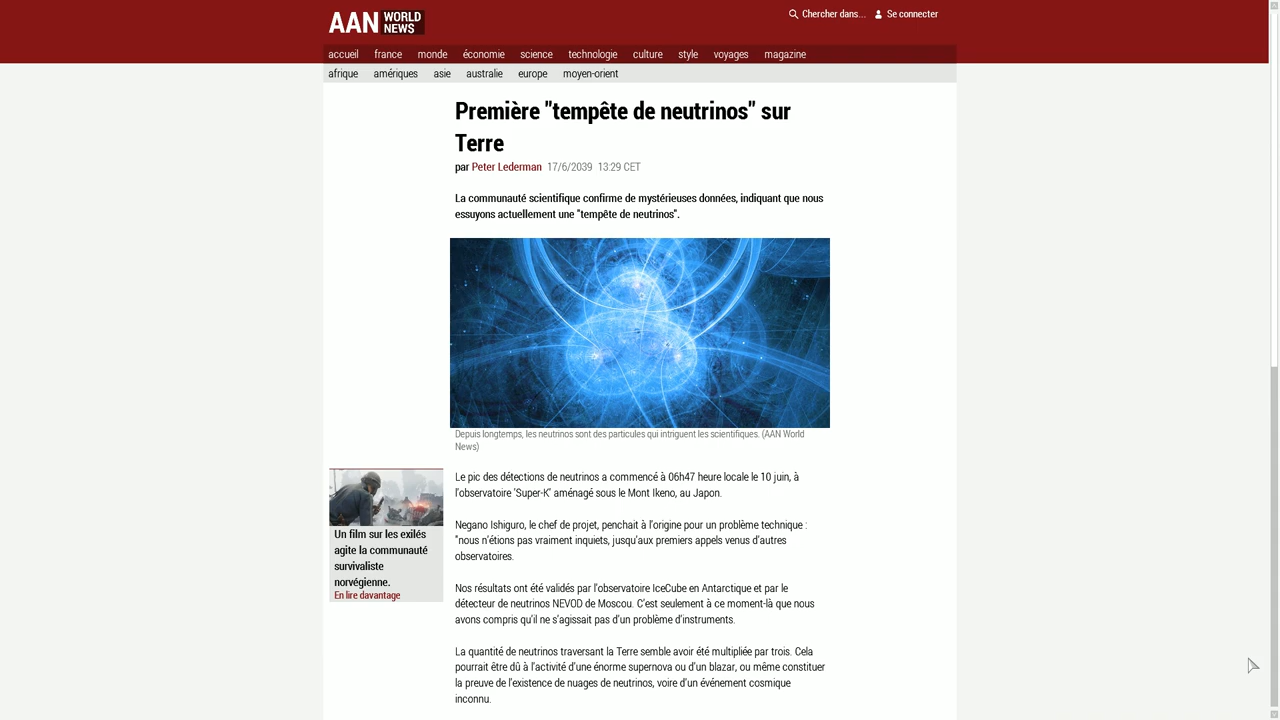 AAN WORLD NEWS
Chercher dans... Se connecter
accueil france monde économie science technologie culture style voyages magazine
afrique amériques asie australie europe moyen-orient
Première "tempête de neutrinos" sur
Terre
par Peter Lederman 17/6/2039 13:29 CET
La communauté scientifique confirme de mystérieuses données, indiquant que nous
essuyons actuellement une "tempête de neutrinos".
Depuis longtemps, les neutrinos sont des particules qui intriguent les scientifiques. (AAN World
News)
Un film sur les exilés
agite la communauté
survivaliste
norvégienne.
En lire davantage
Le pic des détections de neutrinos a commencé à 06h47 heure locale le 10 juin, à
l'observatoire 'Super-K" aménagé sous le Mont Ikeno, au Japon.
Negano Ishiguro, le chef de projet, penchait à l'origine pour un problème technique :
"nous n'étions pas vraiment inquiets, jusqu'aux premiers appels venus d'autres
observatoires.
Nos résultats ont été validés par l'observatoire IceCube en Antarctique et par le
détecteur de neutrinos NEVOD de Moscou. C'est seulement à ce moment-là que nous
avons compris qu'il ne s'agissait pas d'un problème d'instruments.
La quantité de neutrinos traversant la Terre semble avoir été multipliée par trois. Cela
pourrait être dû à l'activité d'une énorme supernova ou d'un blazar, ou même constituer
la preuve de l'existence de nuages de neutrinos, voire d'un événement cosmique
inconnu.